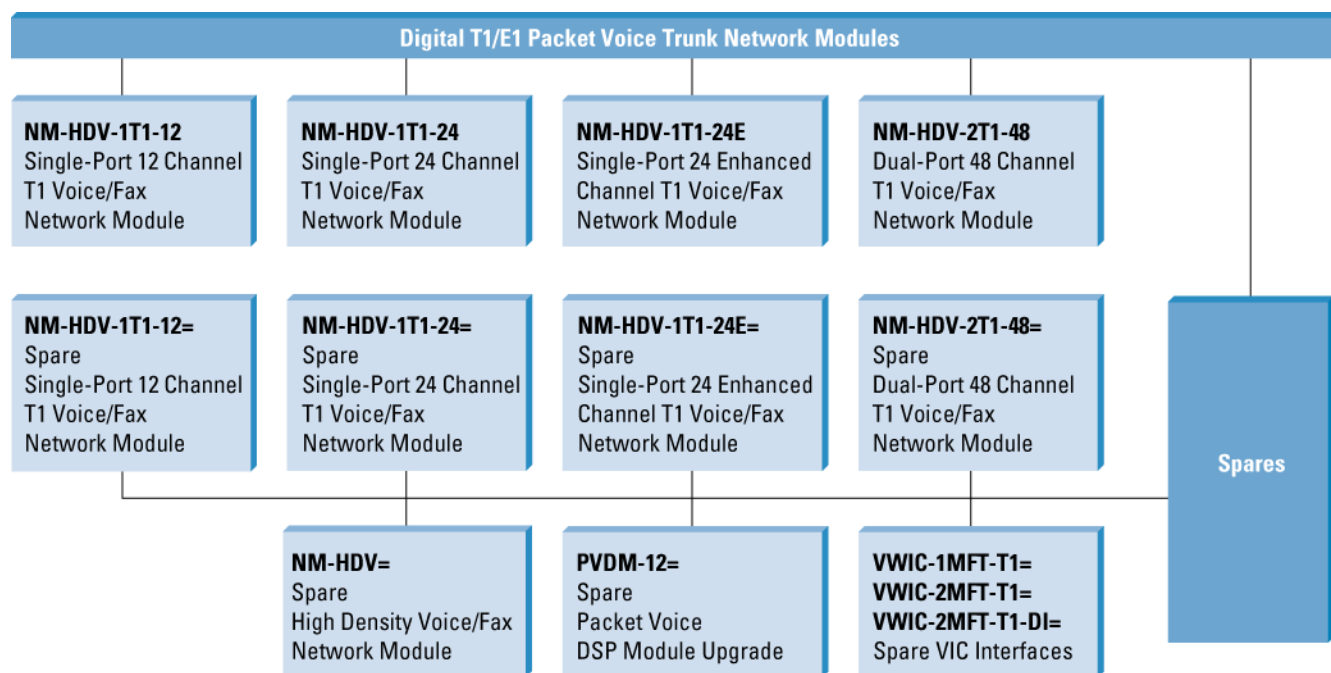 Digital T1/E1 Packet Voice Trunk Network Modules
NM-HDV-1T1-12
Single-Port 12 Channel
T1 Voice/Fax
Network Module
NM-HDV-1T1-24
Single-Port 24 Channel
T1 Voice/Fax
Network Module
NM-HDV-1T1-24E
Single-Port 24 Enhanced
Channel T1 Voice/Fax
Network Module
NM-HDV-2T1-48
Dual-Port 48 Channel
T1 Voice/Fax
Network Module
NM-HDV-1T1-12=
Spare
Single-Port 12 Channel
T1 Voice/Fax
Network Module
NM-HDV-1T1-24=
Spare
Single-Port 24 Channel
T1 Voice/Fax
Network Module
NM-HDV-1T1-24E=
Spare
Single-Port 24 Enhanced
Channel T1 Voice/Fax
Network Module
NM-HDV-2T1-48=
Spare
Dual-Port 48 Channel
T1 Voice/Fax
Network Module
Spares
NM-HDV=
Spare
High Density Voice/Fax
Network Module
PVDM-12=
Spare
Packet Voice
DSP Module Upgrade
VWIC-1MFT-T1=
VWIC-2MFT-T1=
VWIC-2MFT-T1-DI=
Spare VIC Interfaces